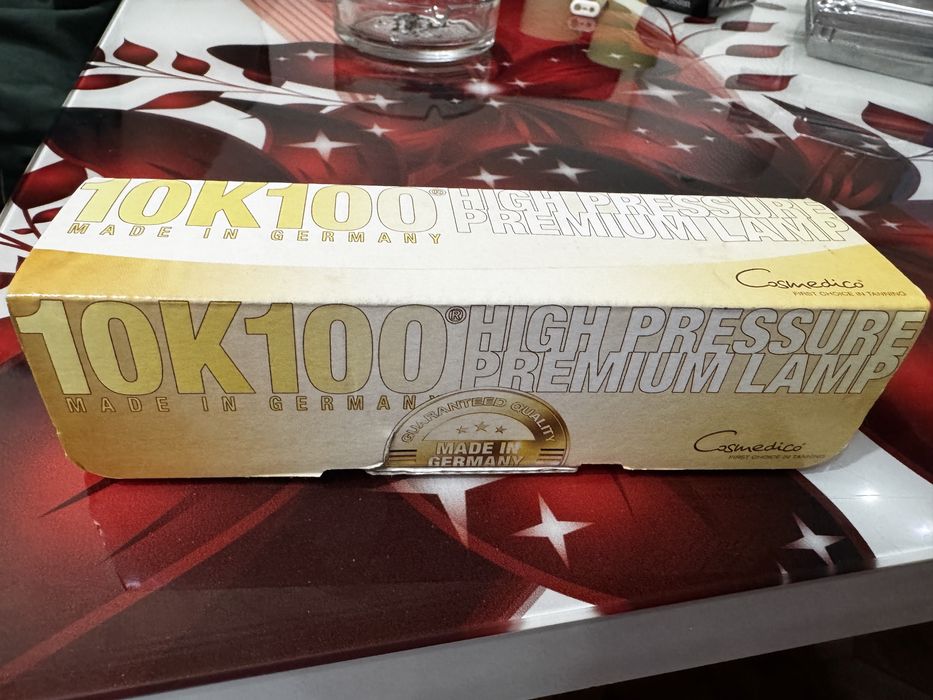 10K100® HIGH PRESSURE
PREMIUM LAMP
MADE IN GERMANY
Cosmedico®
FIRST CHOICE IN TANNING
10K100® HIGH PRESSURE
PREMIUM LAMP
MADE IN GERMANY
GUARANTEED QUALITY
MADE IN
GERMANY
Cosmedico®
FIRST CHOICE IN TANNING